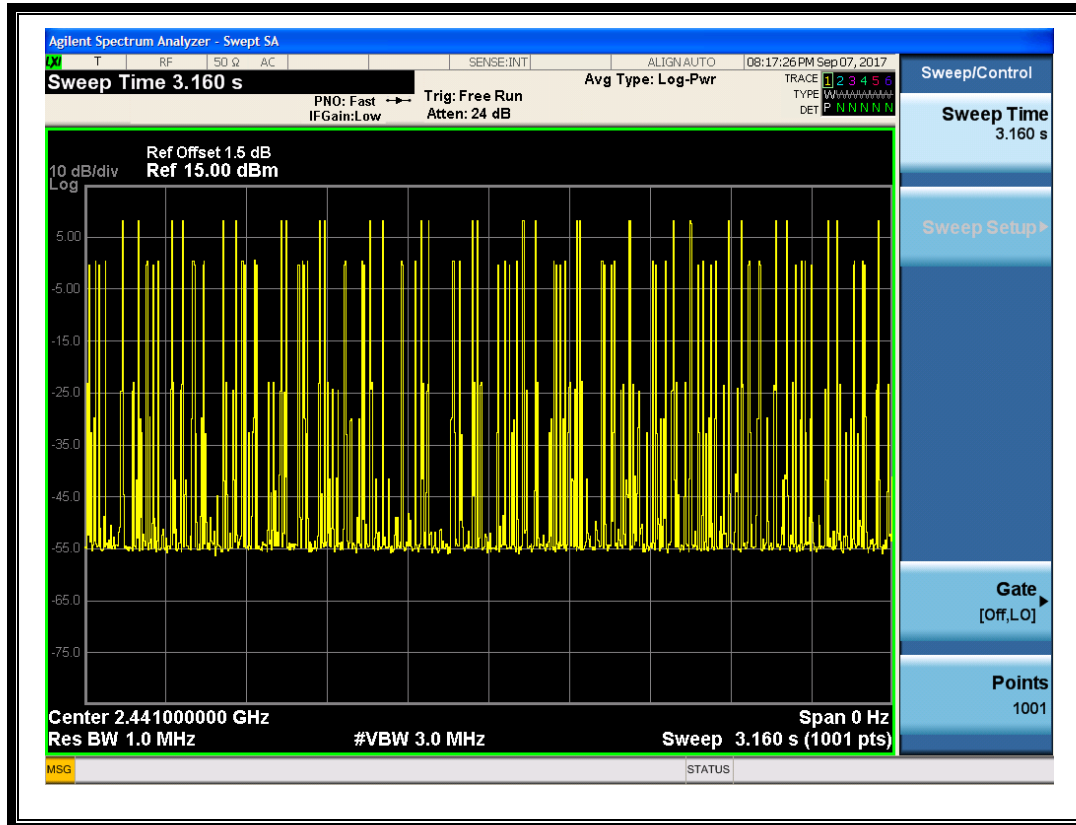 Agilent Spectrum Analyzer - Swept SA
LXI T RF 50 Ω AC SENSE:INT ALIGN AUTO 08:17:26 PM Sep 07, 2017
Sweep Time 3.160 s
PNO: Fast
IFGain:Low
Trig: Free Run
Atten: 24 dB
Avg Type: Log-Pwr
TRACE 1 2 3 4 5 6
TYPE WWWWWW
DET P N N N N N
Ref Offset 1.5 dB
10 dB/div Ref 15.00 dBm
Log
5.00
-5.00
-15.0
-25.0
-35.0
-45.0
-55.0
-65.0
-75.0
Center 2.441000000 GHz Span 0 Hz
Res BW 1.0 MHz #VBW 3.0 MHz Sweep 3.160 s (1001 pts)
MSG STATUS
Sweep/Control
Sweep Time
3.160 s
Sweep Setup
Gate
[Off,LO]
Points
1001